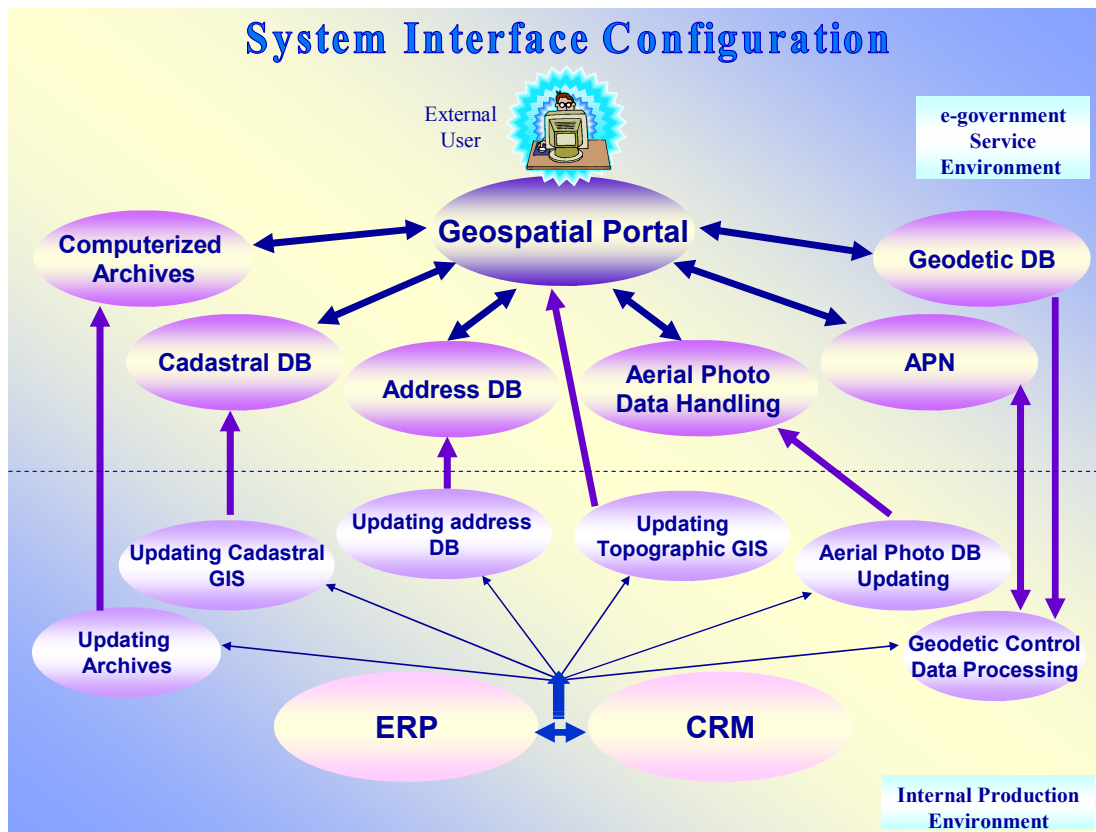 System Interface Configuration
External
User
e-government
Service
Environment
Geospatial Portal
Computerized
Archives
Geodetic DB
Cadastral DB
Address DB
Aerial Photo
Data Handling
APN
Updating Cadastral
GIS
Updating address
DB
Updating
Topographic GIS
Aerial Photo DB
Updating
Updating
Archives
Geodetic Control
Data Processing
ERP
CRM
Internal Production
Environment